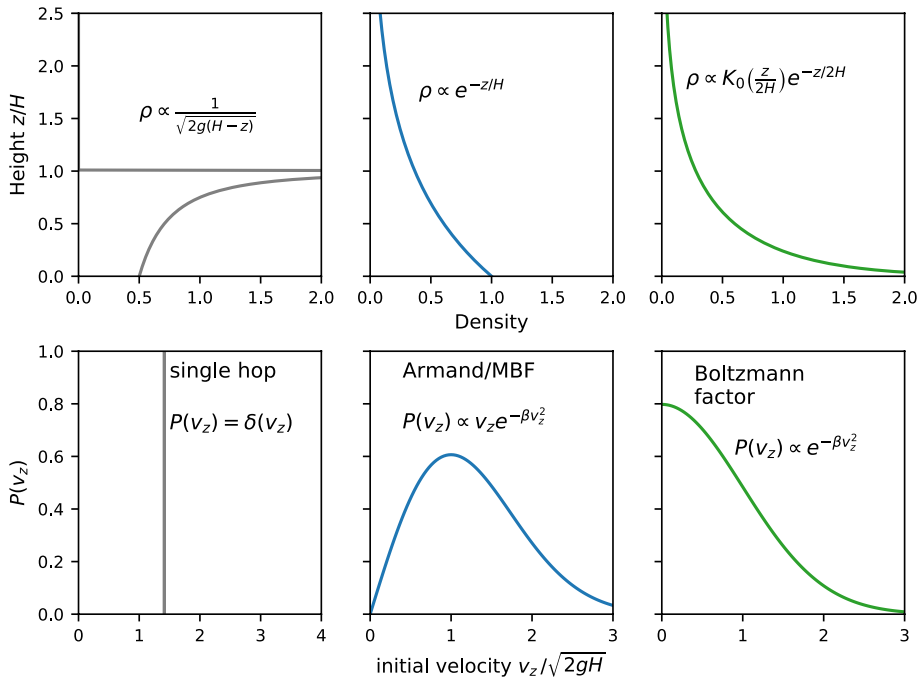 2.5
2.0
1.5
1.0
0.5
0.0
Height z/H
ρ ∝ 1/√(2g(H−z))
0.0 0.5 1.0 1.5 2.0
ρ ∝ e^{−z/H}
0.0 0.5 1.0 1.5 2.0
Density
ρ ∝ K₀(z/2H)e^{−z/2H}
0.0 0.5 1.0 1.5 2.0
1.0
0.8
0.6
0.4
0.2
0.0
P(v_z)
single hop
P(v_z) = δ(v_z)
0 1 2 3 4
Armand/MBF
P(v_z) ∝ v_z e^{−βv_z^2}
0 1 2 3
initial velocity v_z/√(2gH)
Boltzmann
factor
P(v_z) ∝ e^{−βv_z^2}
0 1 2 3